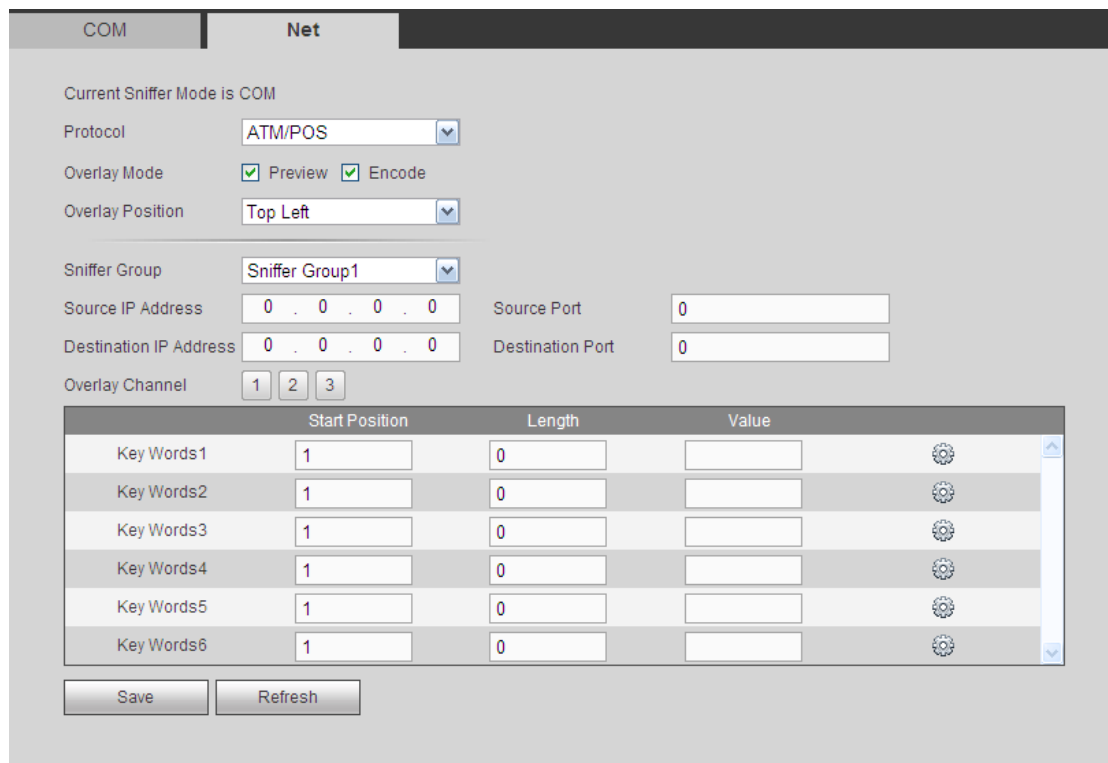 COM Net
Current Sniffer Mode is COM
Protocol ATM/POS
Overlay Mode Preview Encode
Overlay Position Top Left
Sniffer Group Sniffer Group1
Source IP Address 0 . 0 . 0 . 0 Source Port 0
Destination IP Address 0 . 0 . 0 . 0 Destination Port 0
Overlay Channel 1 2 3
Start Position Length Value
Key Words1 1 0
Key Words2 1 0
Key Words3 1 0
Key Words4 1 0
Key Words5 1 0
Key Words6 1 0
Save Refresh